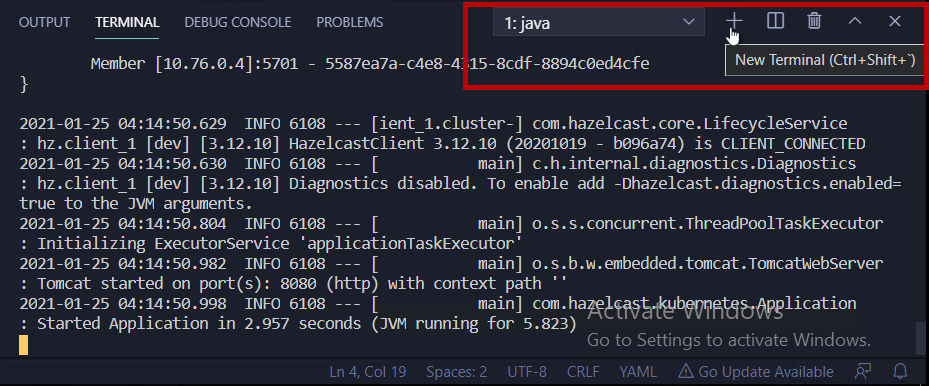 OUTPUT TERMINAL DEBUG CONSOLE PROBLEMS 1: java
New Terminal (Ctrl+Shift+`)
Member [10.76.0.4]:5701 - 5587ea7a-c4e8-4315-8cdf-8894c0ed4cfe
}
2021-01-25 04:14:50.629  INFO 6108 --- [ient_1.cluster-] com.hazelcast.core.LifecycleService
: hz.client_1 [dev] [3.12.10] HazelcastClient 3.12.10 (20201019 - b096a74) is CLIENT_CONNECTED
2021-01-25 04:14:50.630  INFO 6108 --- [           main] c.h.internal.diagnostics.Diagnostics
: hz.client_1 [dev] [3.12.10] Diagnostics disabled. To enable add -Dhazelcast.diagnostics.enabled=
true to the JVM arguments.
2021-01-25 04:14:50.804  INFO 6108 --- [           main] o.s.s.concurrent.ThreadPoolTaskExecutor
: Initializing ExecutorService 'applicationTaskExecutor'
2021-01-25 04:14:50.982  INFO 6108 --- [           main] o.s.b.w.embedded.tomcat.TomcatWebServer
: Tomcat started on port(s): 8080 (http) with context path ''
2021-01-25 04:14:50.998  INFO 6108 --- [           main] com.hazelcast.kubernetes.Application
: Started Application in 2.957 seconds (JVM running for 5.823)
Activate Windows
Go to Settings to activate Windows.
Ln 4, Col 19 Spaces: 2 UTF-8 CRLF YAML Go Update Available